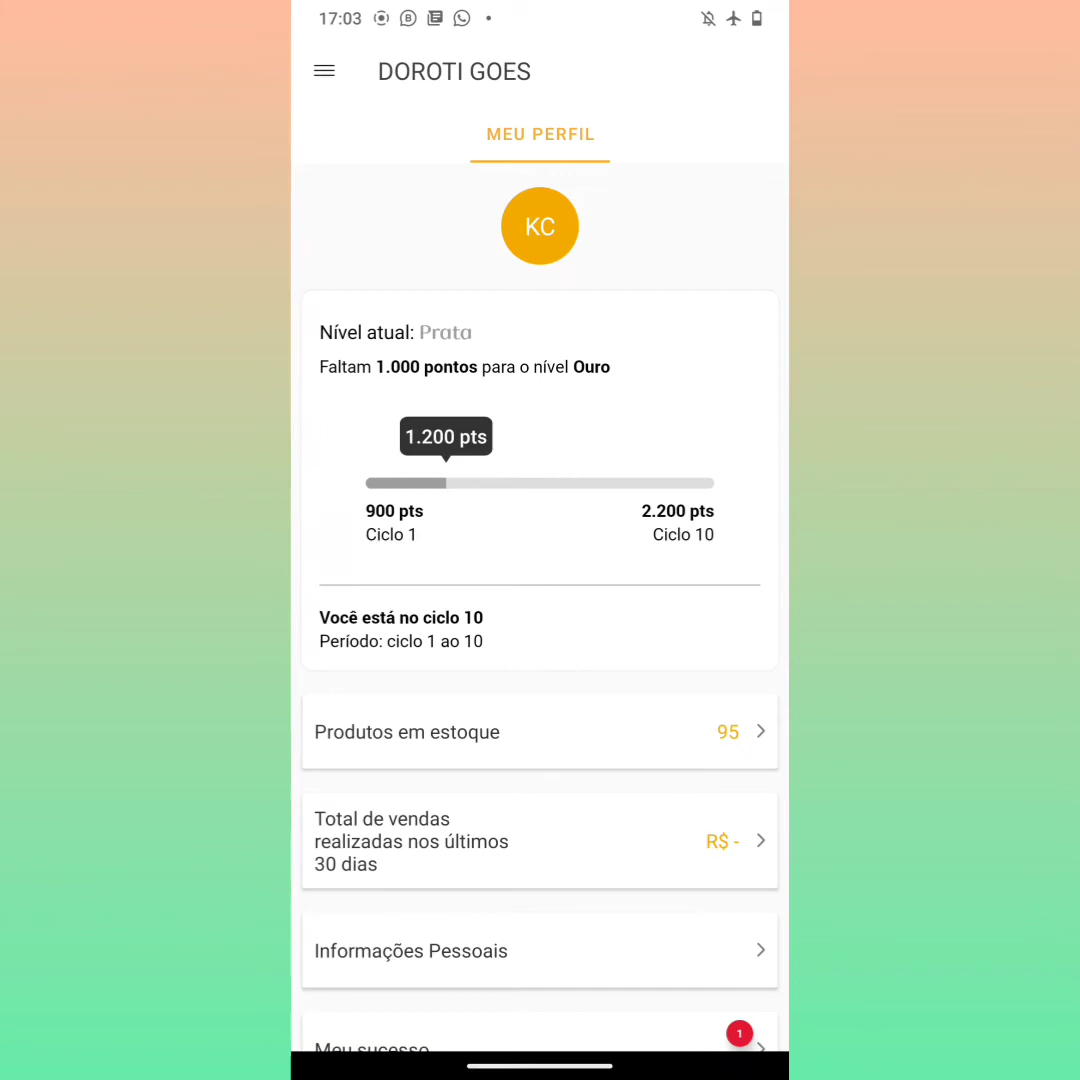 17:03
DOROTI GOES
MEU PERFIL
KC
Nível atual: Prata
Faltam 1.000 pontos para o nível Ouro
1.200 pts
900 pts 2.200 pts
Ciclo 1 Ciclo 10
Você está no ciclo 10
Período: ciclo 1 ao 10
Produtos em estoque 95
Total de vendas
realizadas nos últimos R$ -
30 dias
Informações Pessoais
1
Meu sucesso